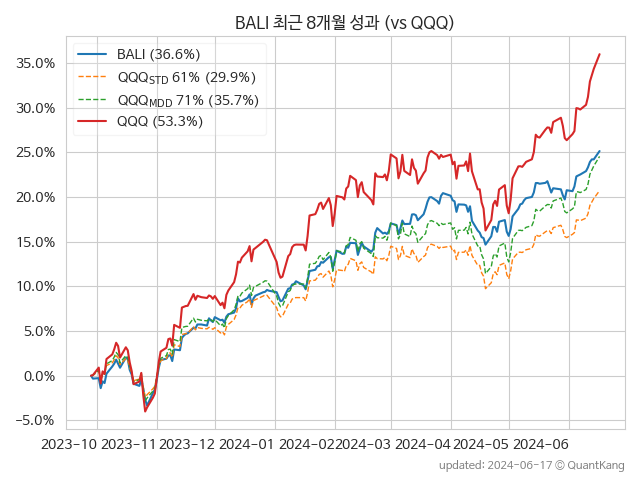 BALI 최근 8개월 성과 (vs QQQ)
BALI (36.6%)
QQQSTD 61% (29.9%)
QQQMDD 71% (35.7%)
QQQ (53.3%)
35.0%
30.0%
25.0%
20.0%
15.0%
10.0%
5.0%
0.0%
−5.0%
2023-10 2023-11 2023-12 2024-01 2024-02 2024-03 2024-04 2024-05 2024-06
updated: 2024-06-17 © QuantKang